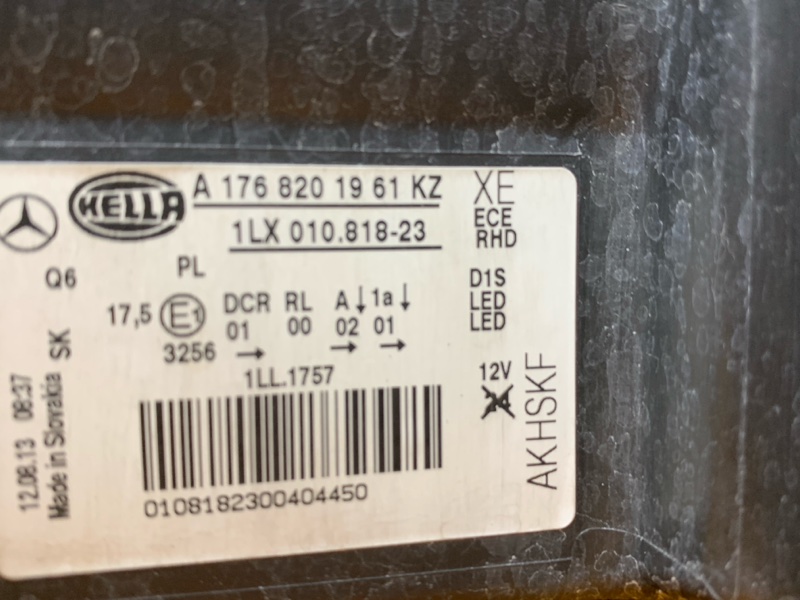 HELLA
A 176 820 19 61 KZ
1LX 010.818-23
XE
ECE
RHD
Q6
PL
17,5 E1 DCR RL A↓ 1a↓
01 00 02 01
3256 → → →
1LL.1757
D1S
LED
LED
12V
AKHSKF
0108182300404450
12.08.13 08:37
Made in Slovakia SK